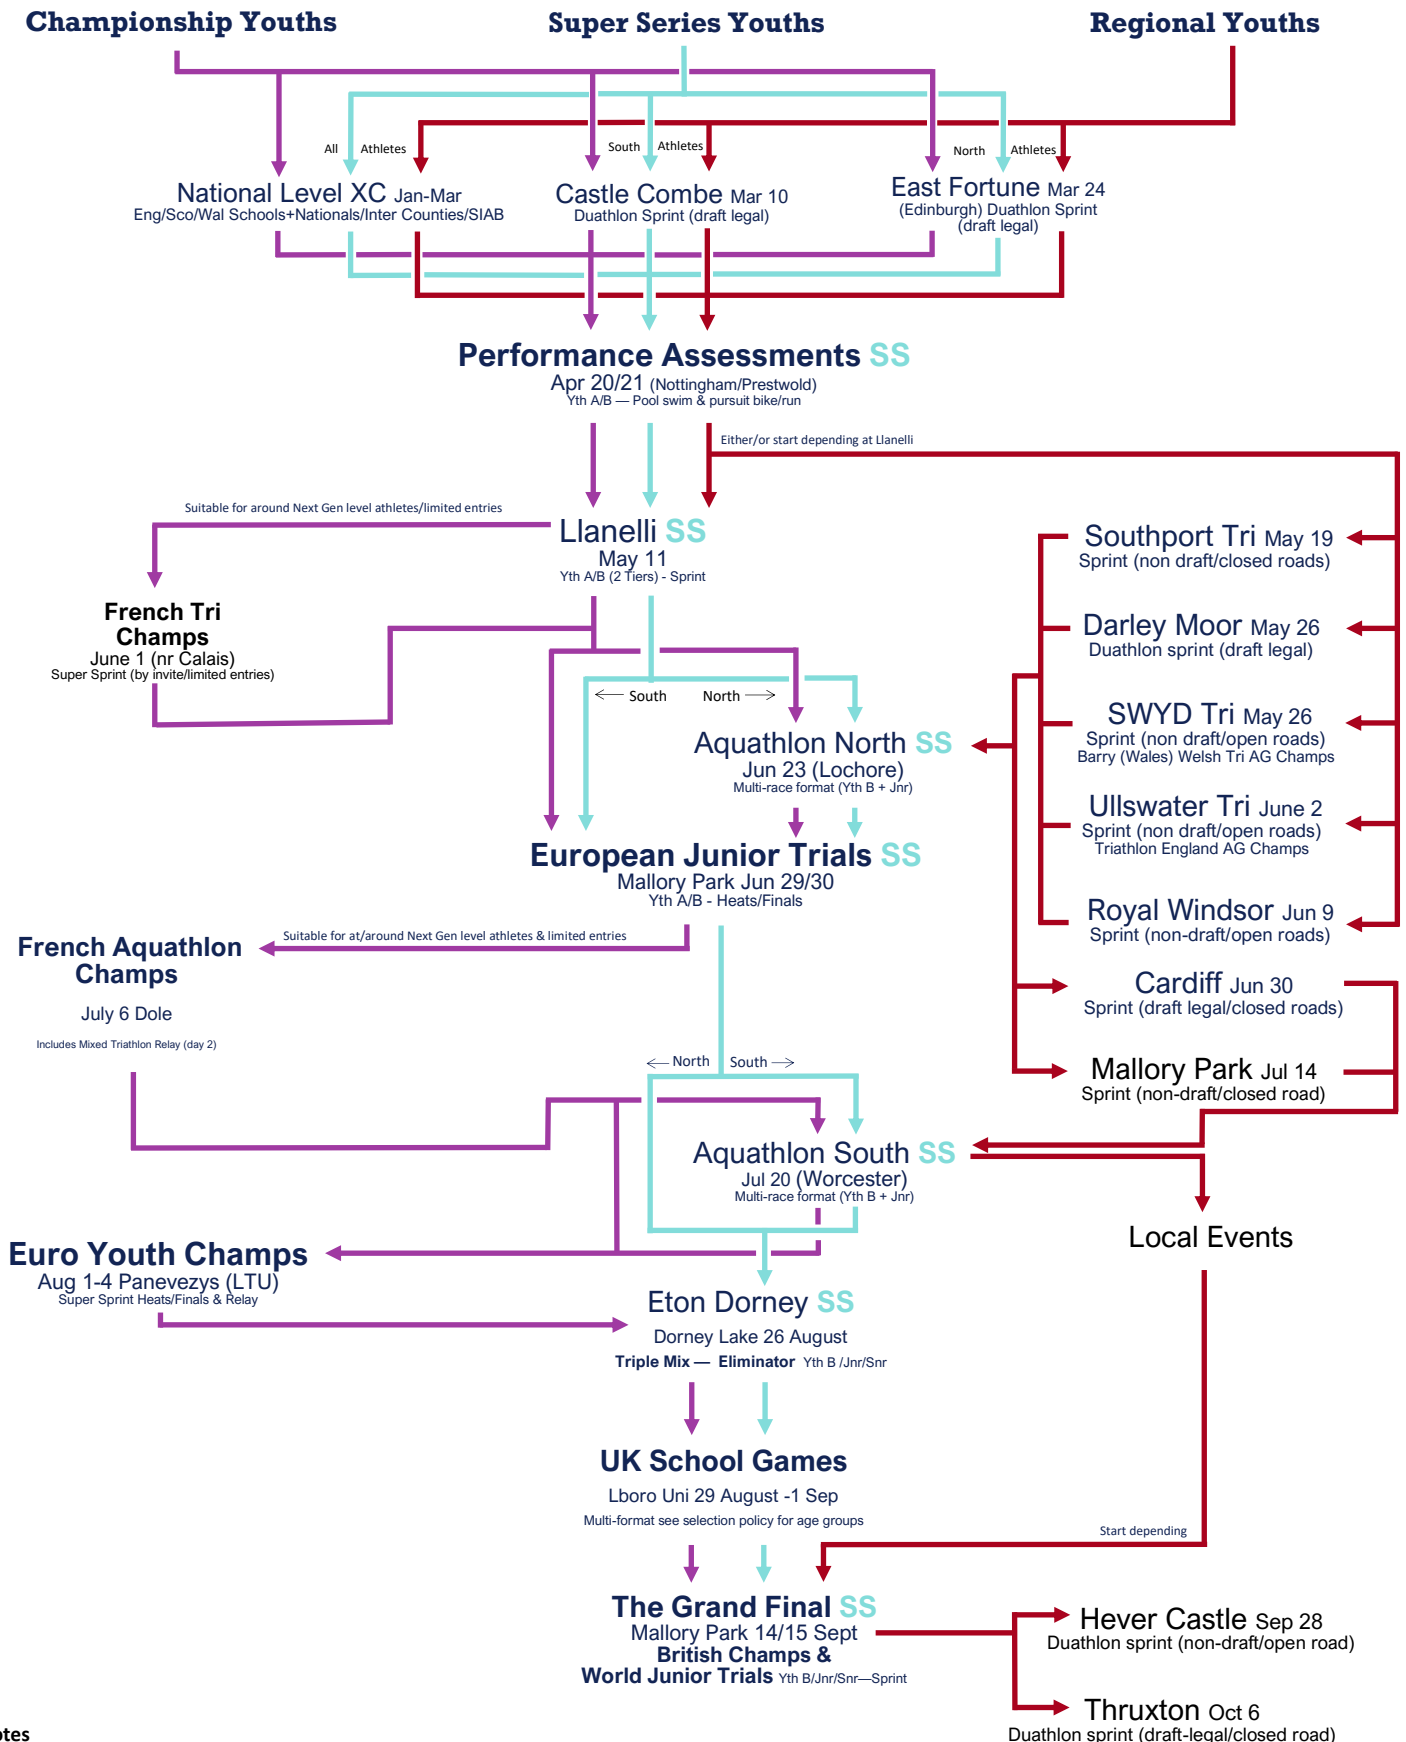 Championship Youths
Super Series Youths
Regional Youths
All Athletes
South Athletes
North Athletes
National Level XC Jan-Mar
Eng/Sco/Wal Schools+Nationals/Inter Counties/SIAB
Castle Combe Mar 10
Duathlon Sprint (draft legal)
East Fortune Mar 24
(Edinburgh) Duathlon Sprint
(draft legal)
Performance Assessments SS
Apr 20/21 (Nottingham/Prestwold)
Yth A/B — Pool swim & pursuit bike/run
Either/or start depending at Llanelli
Suitable for around Next Gen level athletes/limited entries
Llanelli SS
May 11
Yth A/B (2 Tiers) - Sprint
French Tri
Champs
June 1 (nr Calais)
Super Sprint (by invite/limited entries)
Southport Tri May 19
Sprint (non draft/closed roads)
Darley Moor May 26
Duathlon sprint (draft legal)
SWYD Tri May 26
Sprint (non draft/open roads)
Barry (Wales) Welsh Tri AG Champs
Ullswater Tri June 2
Sprint (non draft/open roads)
Triathlon England AG Champs
Royal Windsor Jun 9
Sprint (non-draft/open roads)
Cardiff Jun 30
Sprint (draft legal/closed roads)
Mallory Park Jul 14
Sprint (non-draft/closed road)
← South North →
Aquathlon North SS
Jun 23 (Lochore)
Multi-race format (Yth B + Jnr)
European Junior Trials SS
Mallory Park Jun 29/30
Yth A/B - Heats/Finals
Suitable for at/around Next Gen level athletes & limited entries
French Aquathlon
Champs
July 6 Dole
Includes Mixed Triathlon Relay (day 2)
← North South →
Aquathlon South SS
Jul 20 (Worcester)
Multi-race format (Yth B + Jnr)
Local Events
Euro Youth Champs
Aug 1-4 Panevezys (LTU)
Super Sprint Heats/Finals & Relay
Eton Dorney SS
Dorney Lake 26 August
Triple Mix — Eliminator Yth B /Jnr/Snr
UK School Games
Lboro Uni 29 August -1 Sep
Multi-format see selection policy for age groups
Start depending
The Grand Final SS
Mallory Park 14/15 Sept
British Champs &
World Junior Trials Yth B/Jnr/Snr—Sprint
Hever Castle Sep 28
Duathlon sprint (non-draft/open road)
Thruxton Oct 6
Duathlon sprint (draft-legal/closed road)
otes